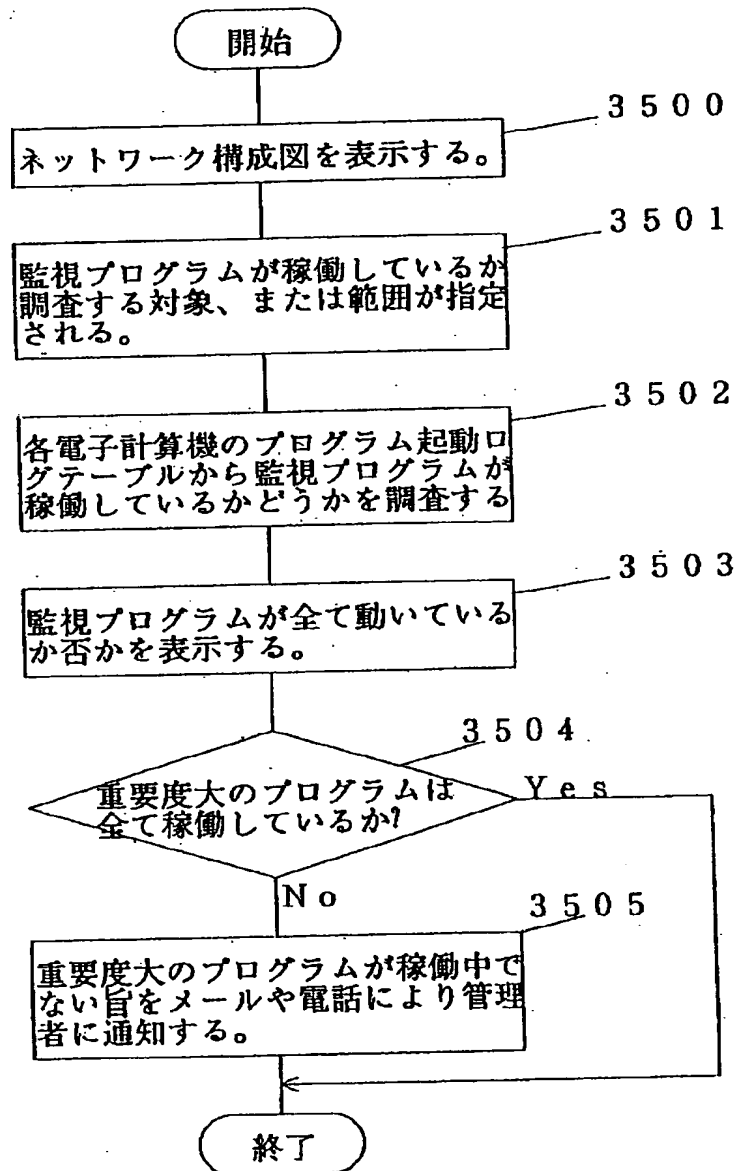 開始
3500
ネットワーク構成図を表示する。
3501
監視プログラムが稼働しているか
調査する対象、または範囲が指定
される。
3502
各電子計算機のプログラム起動ロ
グテーブルから監視プログラムが
稼働しているかどうかを調査する
3503
監視プログラムが全て動いている
か否かを表示する。
3504
重要度大のプログラムは
全て稼働しているか?
Yes
No
3505
重要度大のプログラムが稼働中で
ない旨をメールや電話により管理
者に通知する。
終了